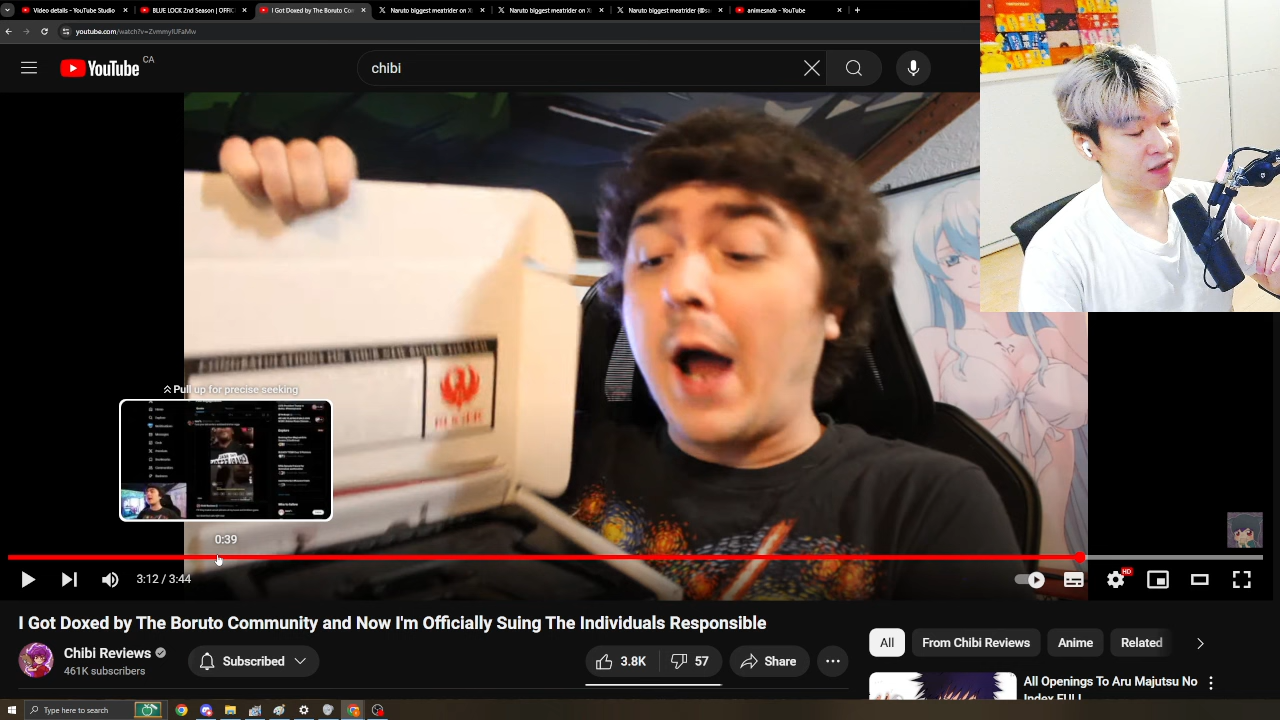 Video details - YouTube Studio
BLUE LOCK 2nd Season | OFFIC
I Got Doxed by The Boruto Co
Naruto biggest meatrider on X
Naruto biggest meatrider on X
Naruto biggest meatrider (@s
animesnob - YouTube
youtube.com/watch?v=ZvmmyIUFaMw
YouTube CA
chibi
RUGER
Pull up for precise seeking
0:39
3:12 / 3:44
HD
I Got Doxed by The Boruto Community and Now I'm Officially Suing The Individuals Responsible
Chibi Reviews
461K subscribers
Subscribed
3.8K
57
Share
All
From Chibi Reviews
Anime
Related
All Openings To Aru Majutsu No
Index FULL
Type here to search